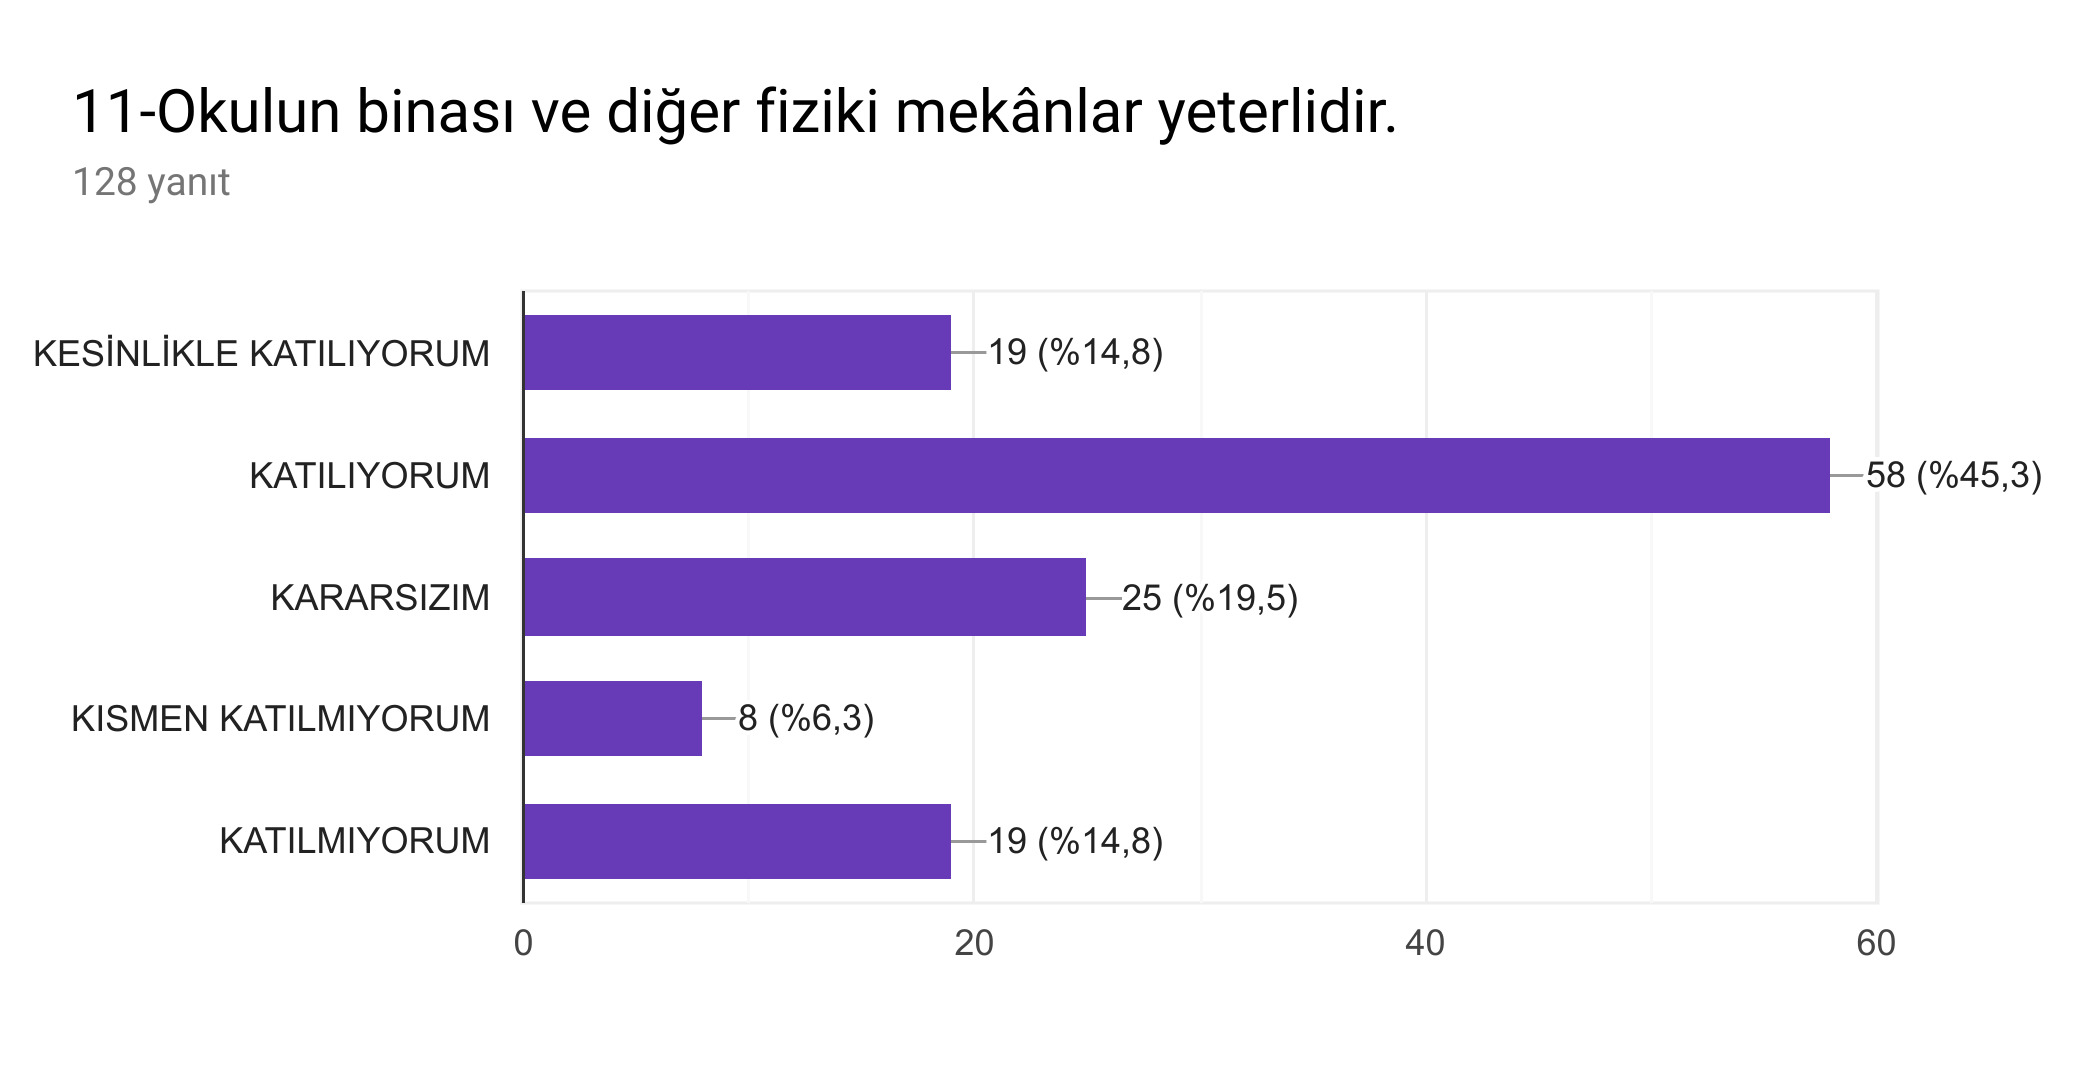 11-Okulun binası ve diğer fiziki mekânlar yeterlidir.
128 yanıt
KESİNLİKLE KATILIYORUM 19 (%14,8)
KATILIYORUM 58 (%45,3)
KARARSIZIM 25 (%19,5)
KISMEN KATILMIYORUM 8 (%6,3)
KATILMIYORUM 19 (%14,8)
0 20 40 60